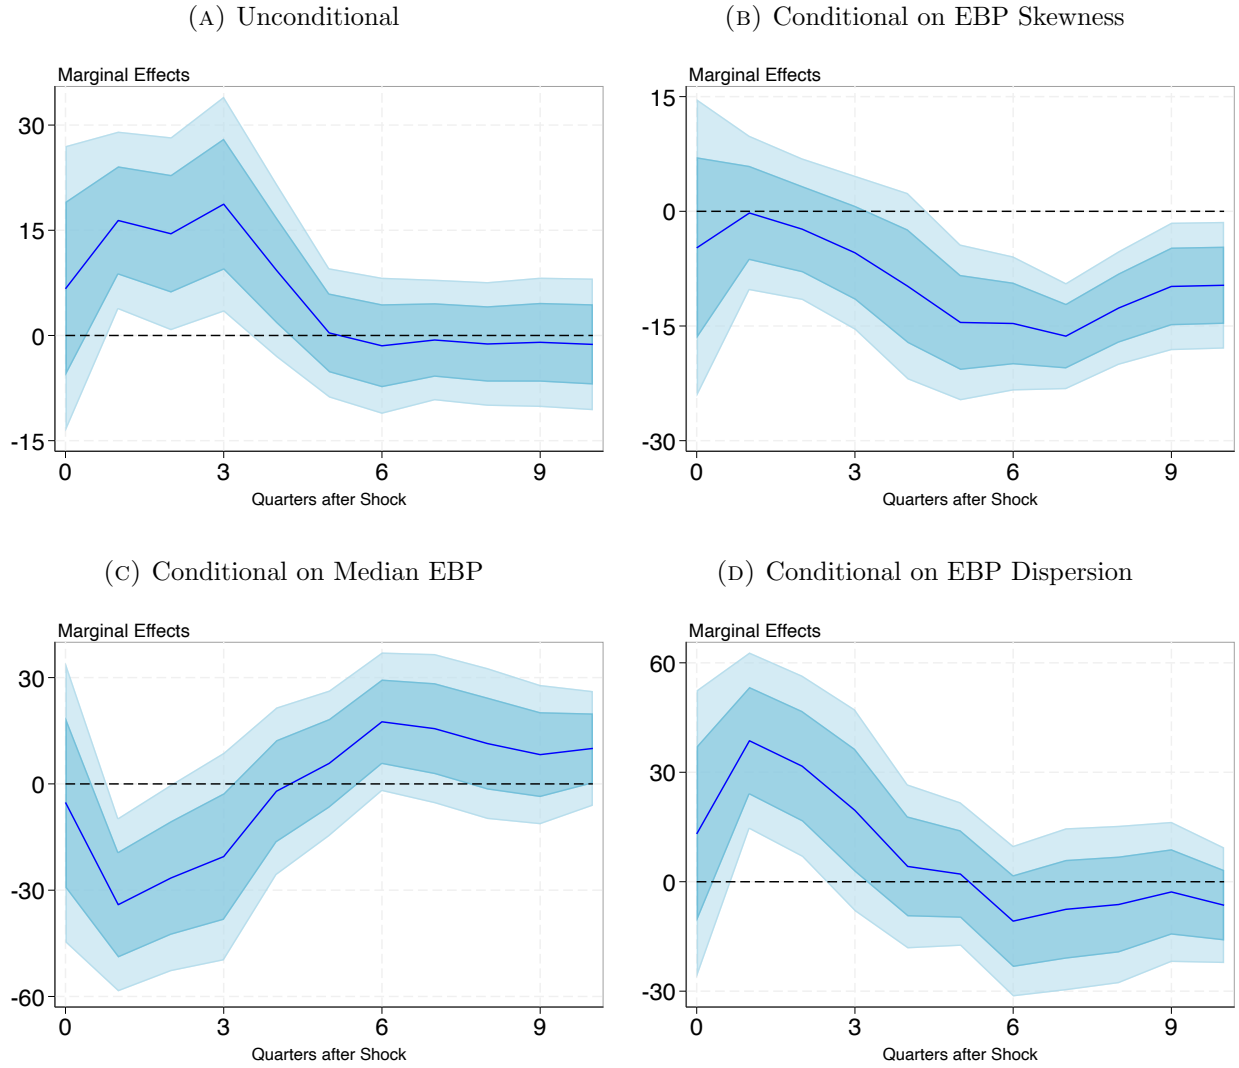 (A) Unconditional
Marginal Effects
30
15
0
-15
0 3 6 9
Quarters after Shock
(B) Conditional on EBP Skewness
Marginal Effects
15
0
-15
-30
0 3 6 9
Quarters after Shock
(C) Conditional on Median EBP
Marginal Effects
30
0
-30
-60
0 3 6 9
Quarters after Shock
(D) Conditional on EBP Dispersion
Marginal Effects
60
30
0
-30
0 3 6 9
Quarters after Shock